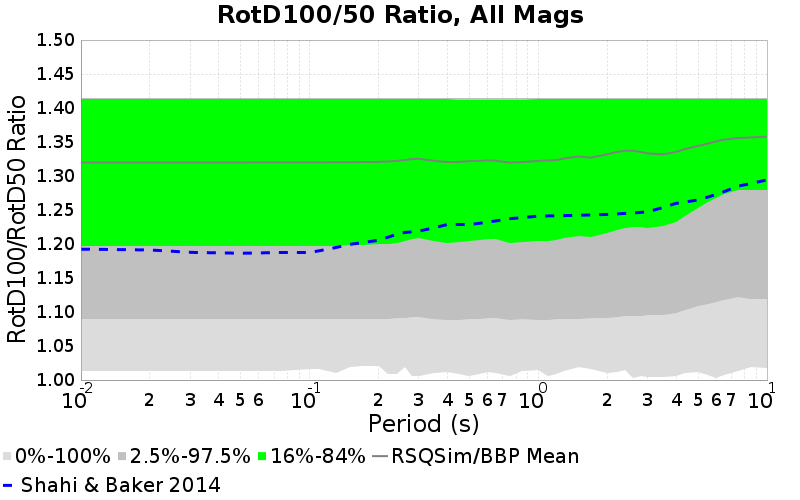 RotD100/50 Ratio, All Mags
RotD100/RotD50 Ratio
1.50
1.45
1.40
1.35
1.30
1.25
1.20
1.15
1.10
1.05
1.00
10-2 2 3 4 5 6 10-1 2 3 4 5 6 7 100 2 3 4 5 6 7 101
Period (s)
0%-100% 2.5%-97.5% 16%-84% RSQSim/BBP Mean
Shahi & Baker 2014